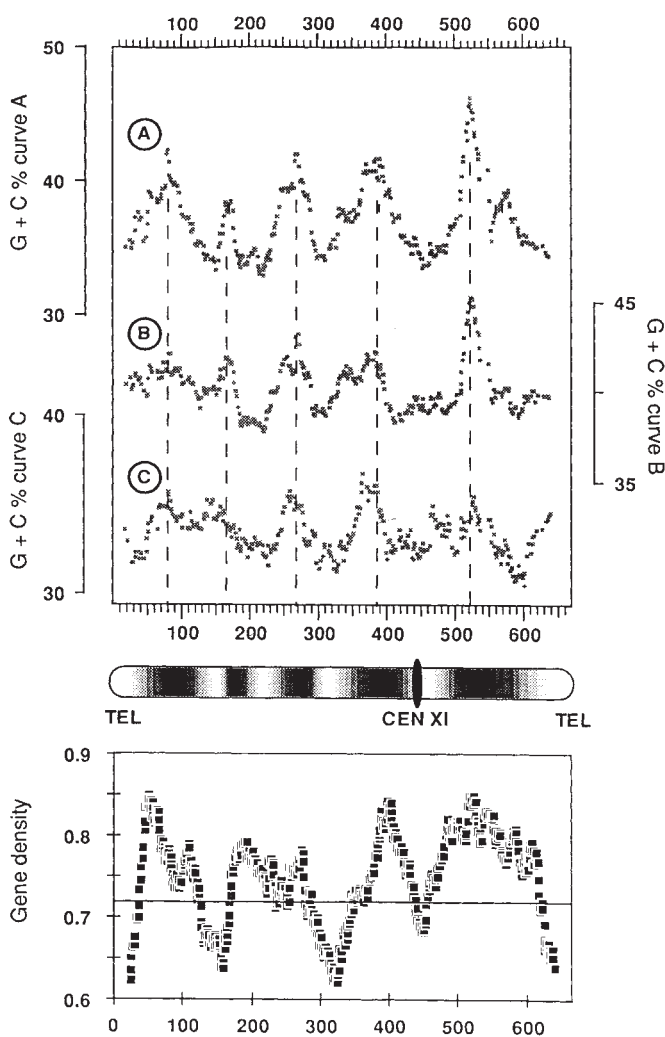 100 200 300 400 500 600
50
40
30
G + C % curve A
A
B
C
45
35
G + C % curve B
40
30
G + C % curve C
100 200 300 400 500 600
TEL CEN XI TEL
0.9
0.8
0.7
0.6
Gene density
0 100 200 300 400 500 600